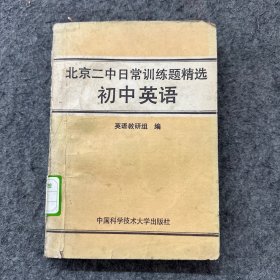 北京二中日常训练题精选
初中英语
英语教研组 编
中国科学技术大学出版社